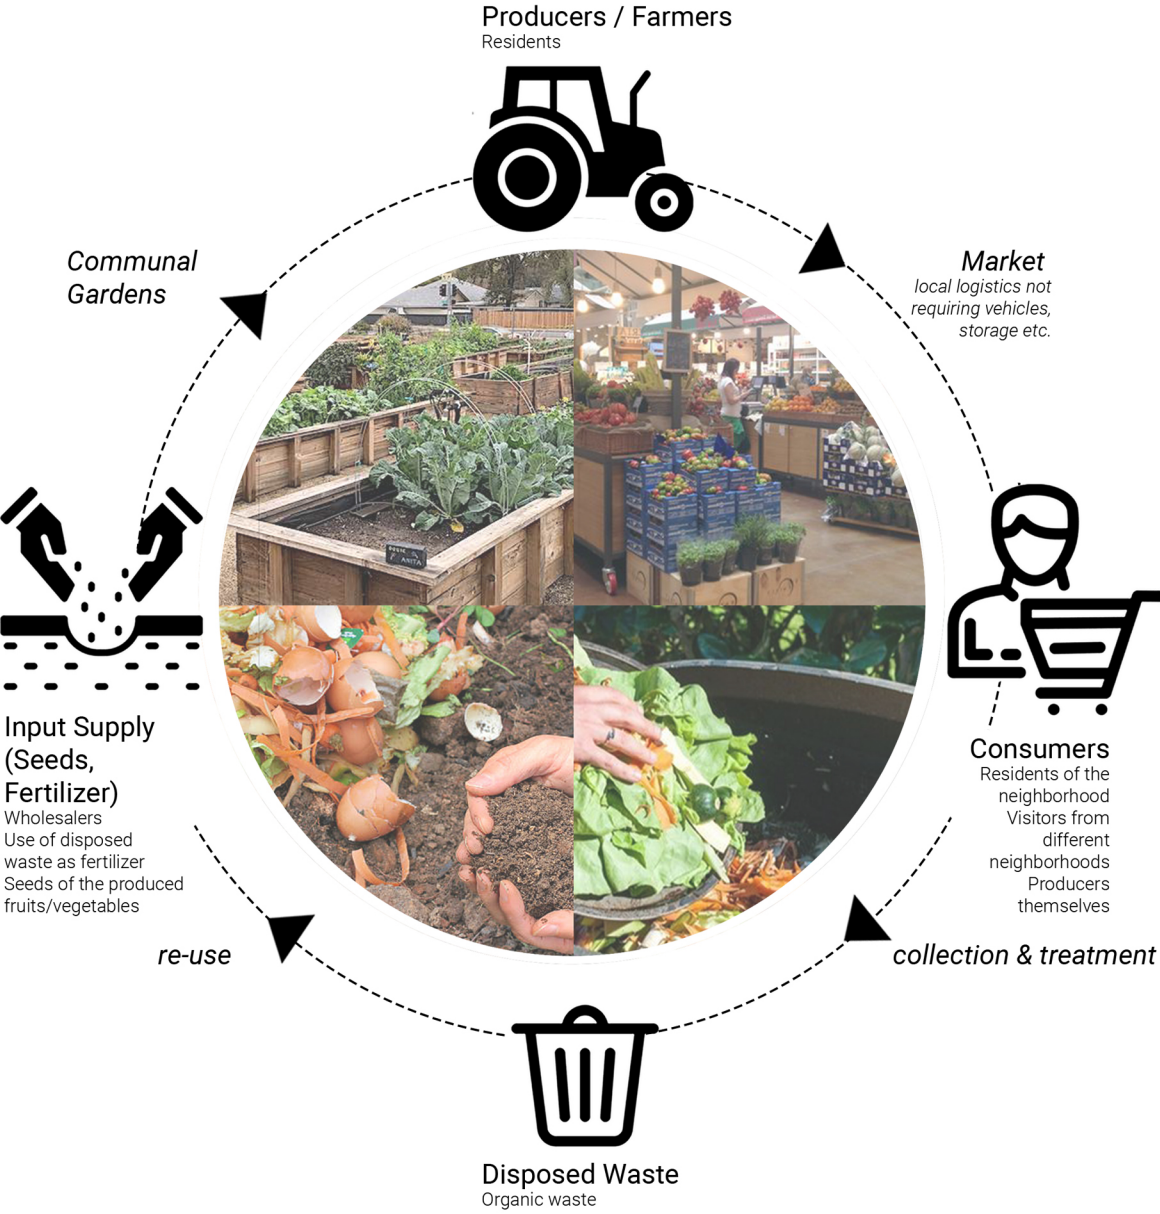 Producers / Farmers
Residents
Communal
Gardens
Market
local logistics not
requiring vehicles,
storage etc.
Input Supply
(Seeds,
Fertilizer)
Wholesalers
Use of disposed
waste as fertilizer
Seeds of the produced
fruits/vegetables
Consumers
Residents of the
neighborhood
Visitors from
different
neighborhoods
Producers
themselves
re-use
collection & treatment
Disposed Waste
Organic waste
ANITA